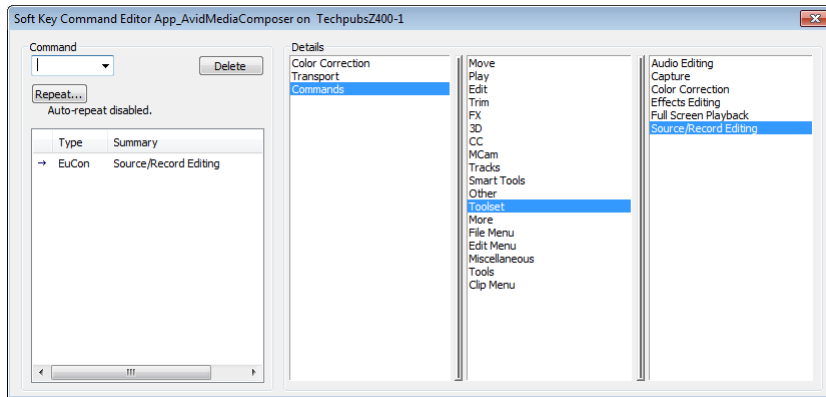 Soft Key Command Editor App_AvidMediaComposer on TechpubsZ400-1
Command
Delete
Repeat...
Auto-repeat disabled.
Type Summary
→ EuCon Source/Record Editing
Details
Color Correction
Transport
Commands
Move
Play
Edit
Trim
FX
3D
CC
MCam
Tracks
Smart Tools
Other
Toolset
More
File Menu
Edit Menu
Miscellaneous
Tools
Clip Menu
Audio Editing
Capture
Color Correction
Effects Editing
Full Screen Playback
Source/Record Editing